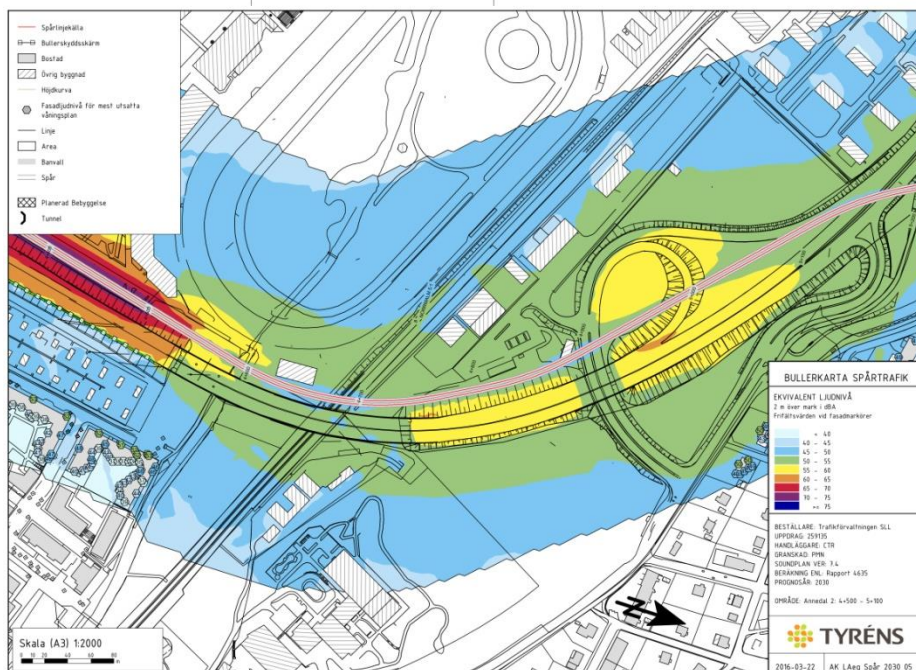 Spårlinjekälla
Bullerskyddsskärm
Bostad
Övrig byggnad
Höjdkurva
Fasadljudnivå för mest utsatta
våningsplan
Linje
Area
Banvall
Spår
Planerad Bebyggelse
Tunnel
BULLERKARTA SPÅRTRAFIK
EKVIVALENT LJUDNIVÅ
2 m över mark i dBA
Frifältsvärden vid fasadmarkörer
< 40
40 - 45
45 - 50
50 - 55
55 - 60
60 - 65
65 - 70
70 - 75
>= 75
BESTÄLLARE: Trafikförvaltningen SLL
UPPDRAG: 259135
HANDLÄGGARE: CTR
GRANSKAD: PMN
SOUNDPLAN VER: 7.4
BERÄKNING ENL: Rapport 4635
PROGNOSÅR: 2030
OMRÅDE: Annedal 2: 4+500 - 5+100
Z
Skala (A3) 1:2000
0 10 20 40 60 80
m
TYRÉNS
2016-03-22 AK LAeq Spår 2030 05